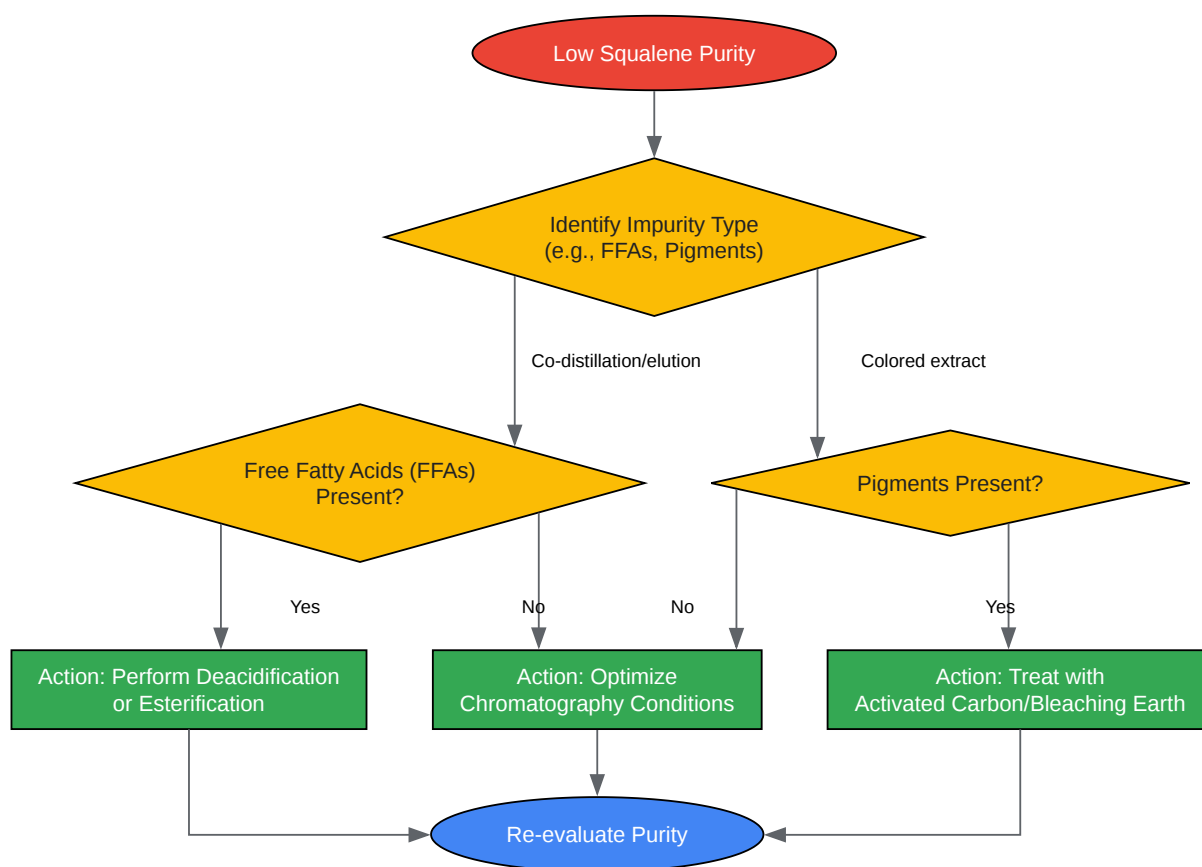 Low Squalene Purity
Identify Impurity Type
(e.g., FFAs, Pigments)
Co-distillation/elution
Colored extract
Free Fatty Acids (FFAs)
Present?
Pigments Present?
Yes
No
No
Yes
Action: Perform Deacidification
or Esterification
Action: Optimize
Chromatography Conditions
Action: Treat with
Activated Carbon/Bleaching Earth
Re-evaluate Purity